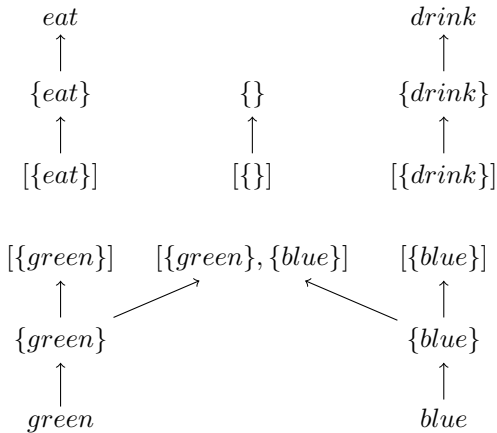 eat drink
{eat} {} {drink}
[{eat}] [{}] [{drink}]
[{green}] [{green}, {blue}] [{blue}]
{green} {blue}
green blue